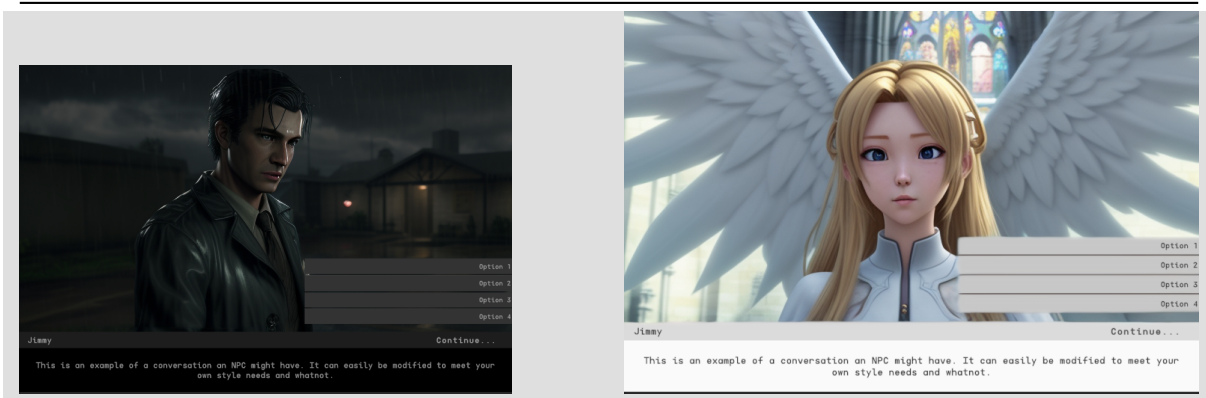 Option 1
Option 2
Option 3
Option 4
Jimmy
Continue...
This is an example of a conversation an NPC might have. It can easily be modified to meet your
own style needs and whatnot.
Option 1
Option 2
Option 3
Option 4
Jimmy
Continue...
This is an example of a conversation an NPC might have. It can easily be modified to meet your
own style needs and whatnot.